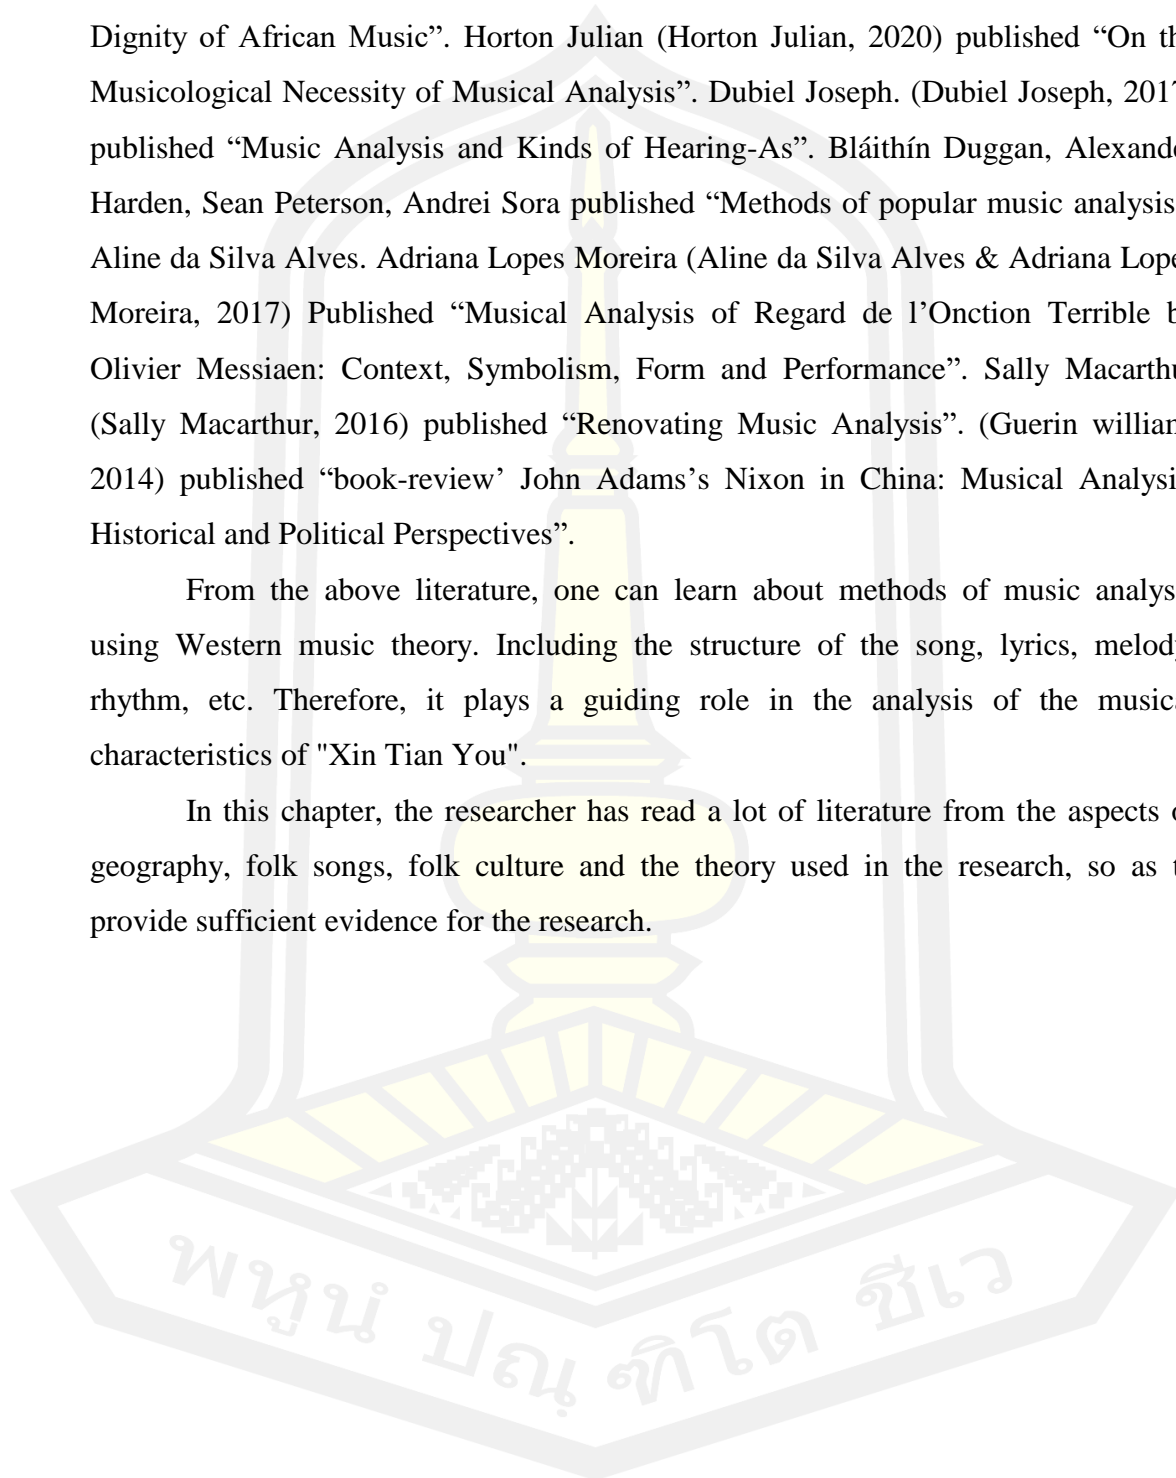 Dignity of African Music”. Horton Julian (Horton Julian, 2020) published “On th
Musicological Necessity of Musical Analysis”. Dubiel Joseph. (Dubiel Joseph, 2017
published “Music Analysis and Kinds of Hearing-As”. Bláithín Duggan, Alexande
Harden, Sean Peterson, Andrei Sora published “Methods of popular music analysis
Aline da Silva Alves. Adriana Lopes Moreira (Aline da Silva Alves & Adriana Lope
Moreira, 2017) Published “Musical Analysis of Regard de l’Onction Terrible b
Olivier Messiaen: Context, Symbolism, Form and Performance”. Sally Macarthu
(Sally Macarthur, 2016) published “Renovating Music Analysis”. (Guerin william
2014) published “book-review’ John Adams’s Nixon in China: Musical Analysi
Historical and Political Perspectives”.
From the above literature, one can learn about methods of music analys
using Western music theory. Including the structure of the song, lyrics, melody
rhythm, etc. Therefore, it plays a guiding role in the analysis of the musica
characteristics of "Xin Tian You".
In this chapter, the researcher has read a lot of literature from the aspects o
geography, folk songs, folk culture and the theory used in the research, so as t
provide sufficient evidence for the research.
พหูนํ ปณฺฑิโต ชีเว